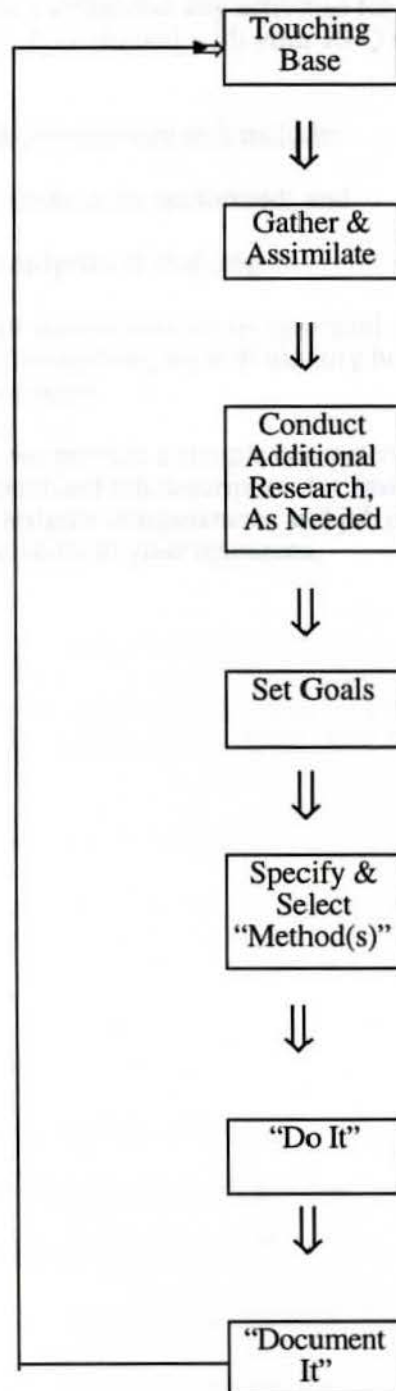 Touching
Base
Gather &
Assimilate
Conduct
Additional
Research,
As Needed
Set Goals
Specify &
Select
“Method(s)”
“Do It”
“Document
It”